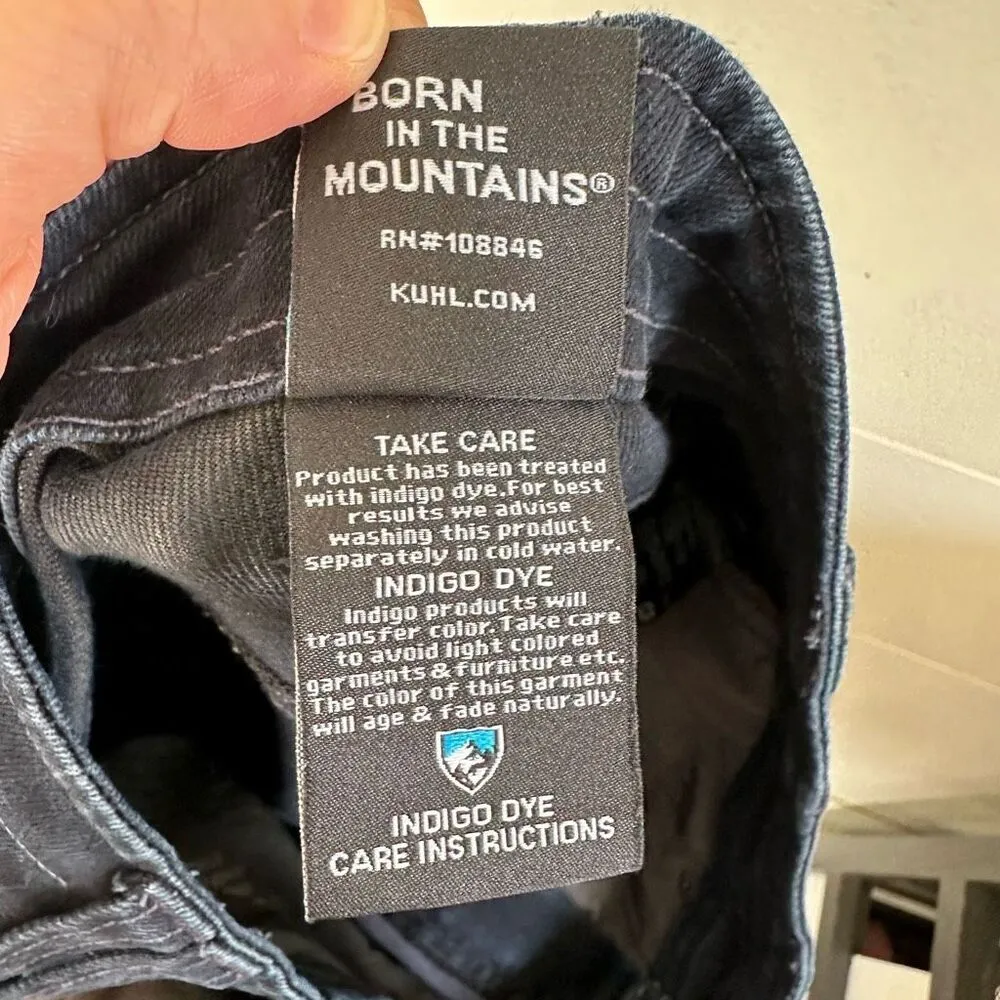 BORN
IN THE
MOUNTAINS®
RN#108846
KUHL.COM
TAKE CARE
Product has been treated
with indigo dye.For best
results we advise
washing this product
separately in cold water.
INDIGO DYE
Indigo products will
transfer color.Take care
to avoid light colored
garments & furniture etc.
The color of this garment
will age & fade naturally.
INDIGO DYE
CARE INSTRUCTIONS